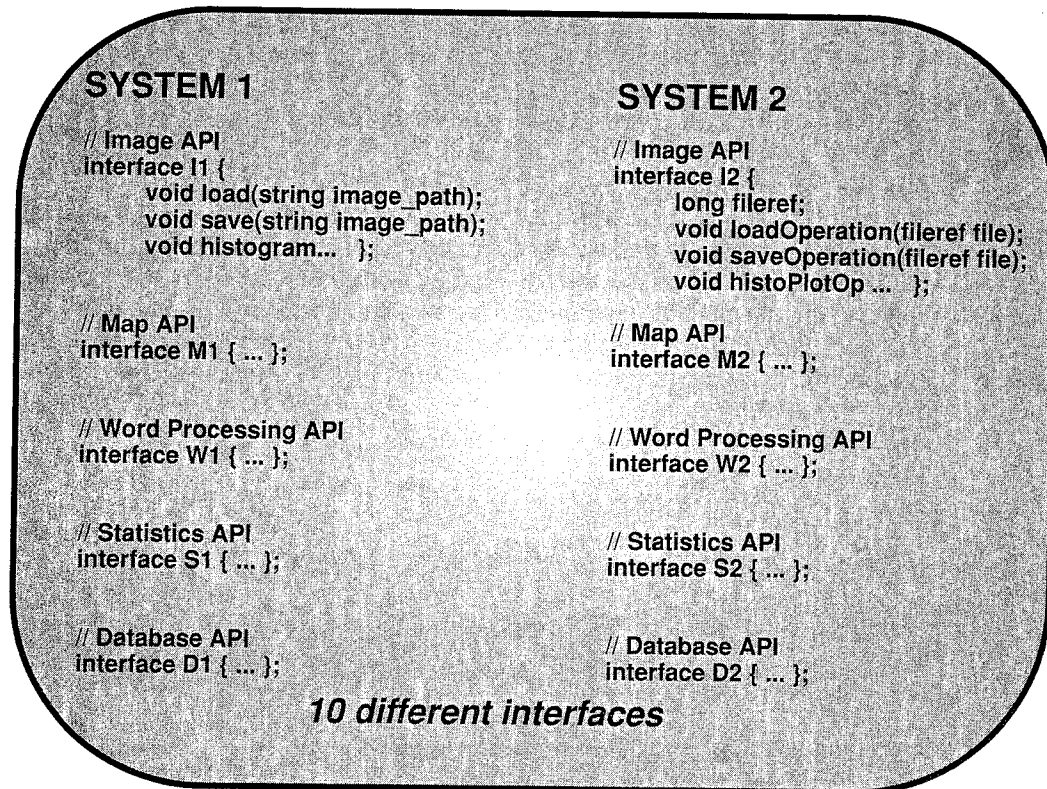 SYSTEM 1
// Image API
interface I1 {
void load(string image_path);
void save(string image_path);
void histogram... };
// Map API
interface M1 { ... };
// Word Processing API
interface W1 { ... };
// Statistics API
interface S1 { ... };
// Database API
interface D1 { ... };
SYSTEM 2
// Image API
interface I2 {
long fileref;
void loadOperation(fileref file);
void saveOperation(fileref file);
void histoPlotOp ... };
// Map API
interface M2 { ... };
// Word Processing API
interface W2 { ... };
// Statistics API
interface S2 { ... };
// Database API
interface D2 { ... };
10 different interfaces